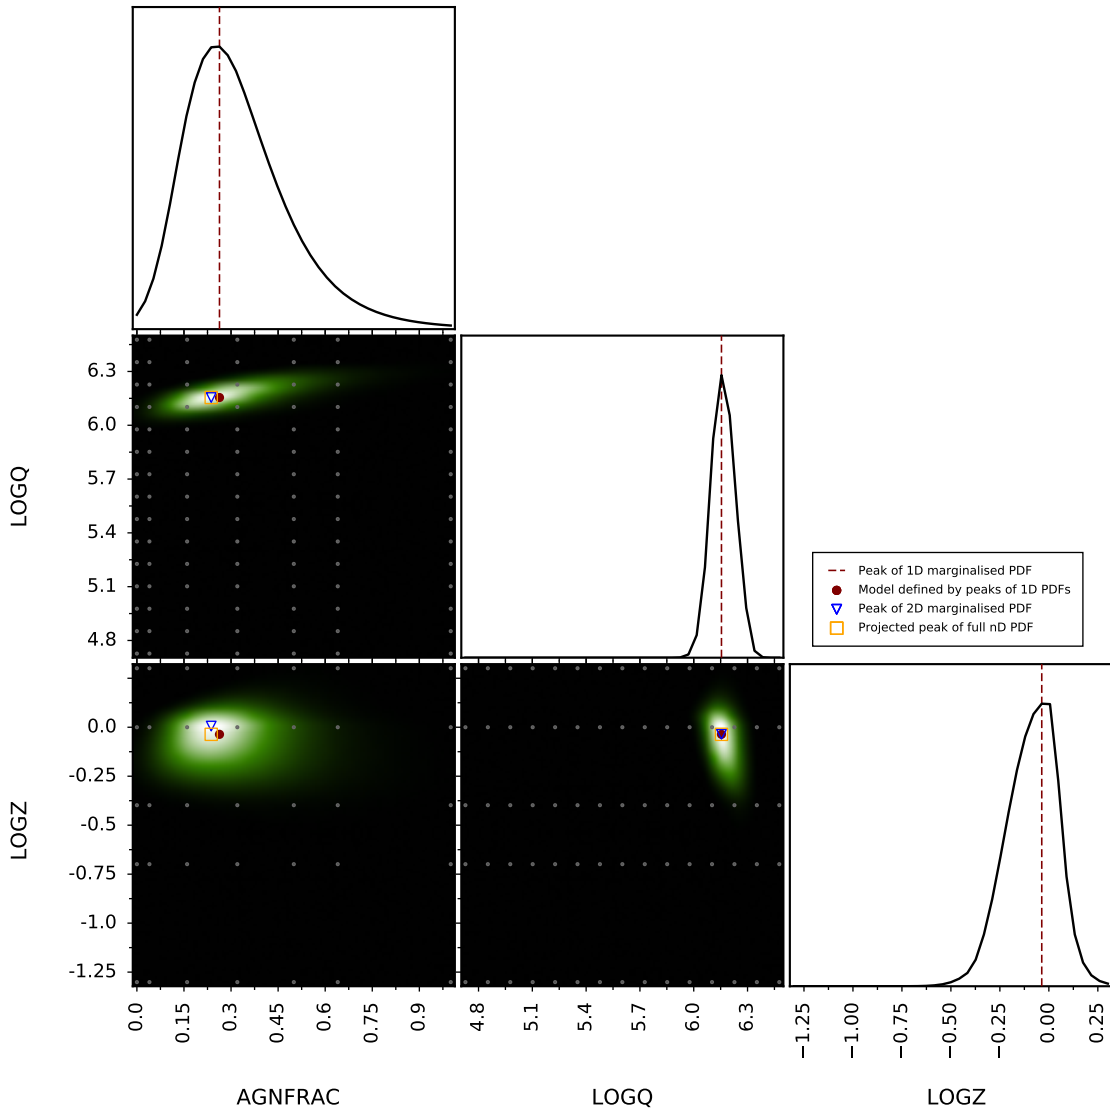 6.3
6.0
5.7
5.4
5.1
4.8
LOGQ
Peak of 1D marginalised PDF
Model defined by peaks of 1D PDFs
Peak of 2D marginalised PDF
Projected peak of full nD PDF
0.0
-0.25
-0.5
-0.75
-1.0
-1.25
LOGZ
0.0 0.15 0.3 0.45 0.6 0.75 0.9
4.8 5.1 5.4 5.7 6.0 6.3
−1.25 −1.00 −0.75 −0.50 −0.25 0.00 0.25
AGNFRAC LOGQ LOGZ